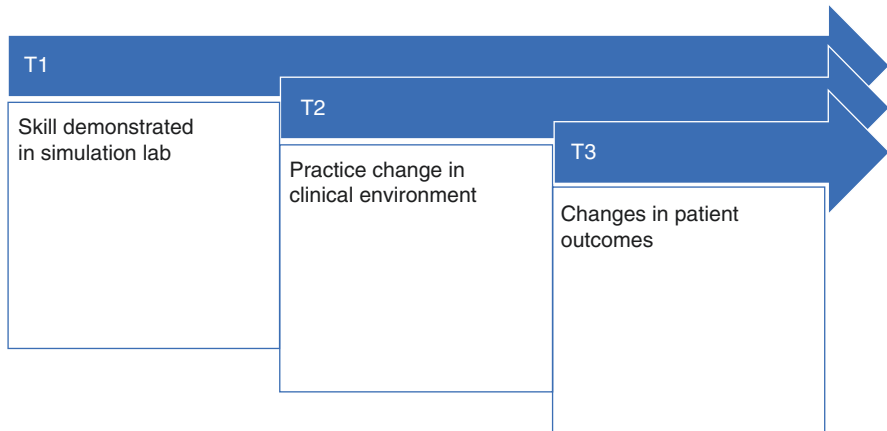 T1
Skill demonstrated
in simulation lab
T2
Practice change in
clinical environment
T3
Changes in patient
outcomes